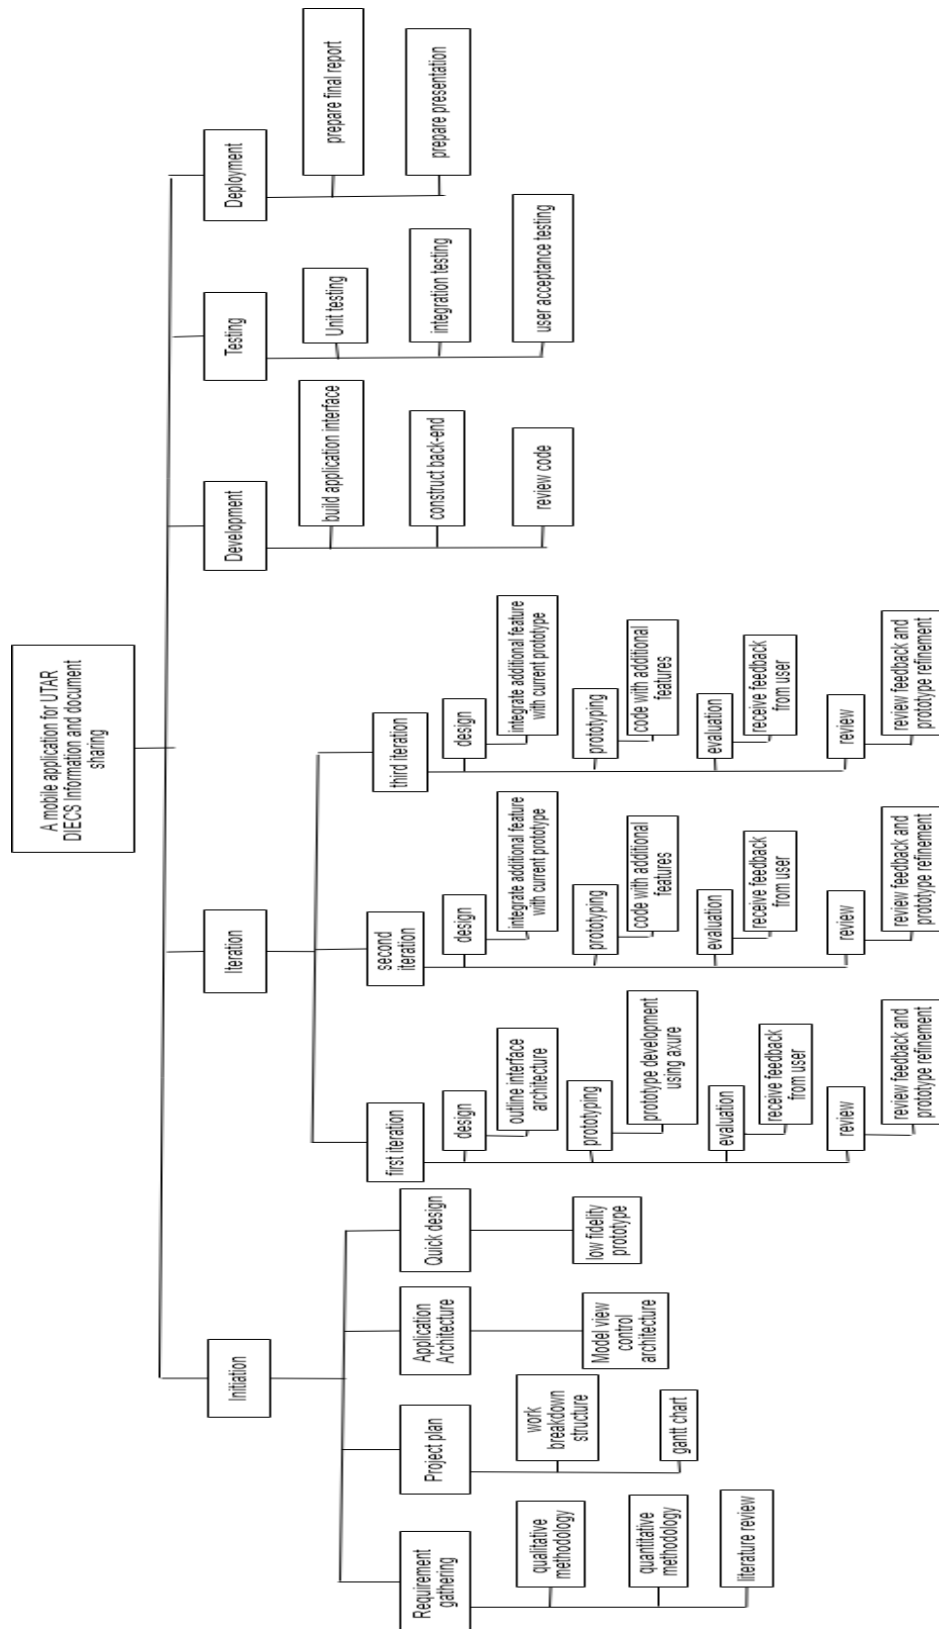 A mobile application for UTAR
DIECS Information and document
sharing
Initiation
Iteration
Development
Testing
Deployment
Requirement
gathering
qualitative
methodology
quantitative
methodology
literature review
Project plan
work
breakdown
structure
gantt chart
Application
Architecture
Model view
control
architecture
Quick design
low fidelity
prototype
first iteration
design
outline interface
architecture
prototyping
prototype development
using axure
evaluation
receive feedback
from user
review
review feedback and
prototype refinement
second
iteration
design
integrate additional feature
with current prototype
prototyping
code with additional
features
evaluation
receive feedback
from user
review
review feedback and
prototype refinement
third iteration
design
integrate additional feature
with current prototype
prototyping
code with additional
features
evaluation
receive feedback
from user
review
review feedback and
prototype refinement
build application interface
construct back-end
review code
Unit testing
integration testing
user acceptance testing
prepare final report
prepare presentation